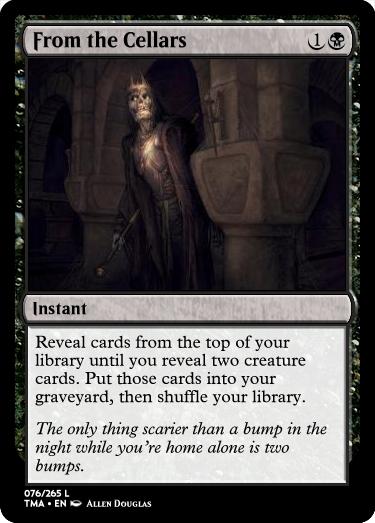 From the Cellars 1
Instant
Reveal cards from the top of your
library until you reveal two creature
cards. Put those cards into your
graveyard, then shuffle your library.
The only thing scarier than a bump in the
night while you're home alone is two
bumps.
076/265 L
TMA • EN Allen Douglas